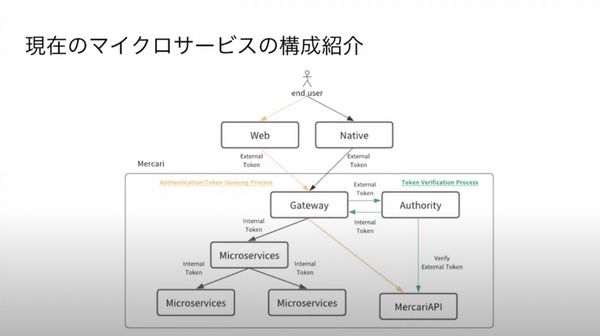 現在のマイクロサービスの構成紹介
end user
Web
Native
External
Token
External
Token
Mercari
Authentication/Token Issueing Process
Token Verification Process
External
Token
Gateway
Authority
Internal
Token
Internal
Token
Microservices
Verify
External Token
Internal
Token
Internal
Token
Microservices
Microservices
MercariAPI